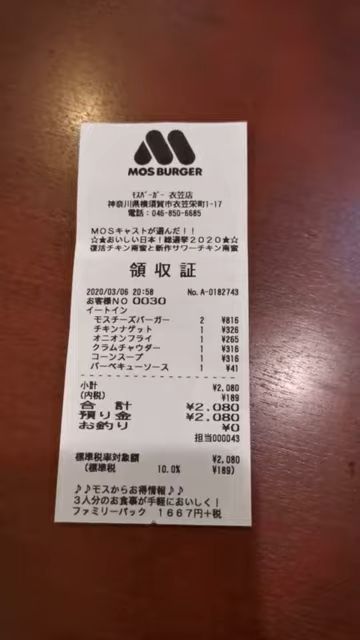 MOS BURGER
ﾓｽﾊﾞｰｶﾞｰ 衣笠店
神奈川県横須賀市衣笠栄町1-17
電話：046-850-6685
MOSキャストが選んだ！！
☆★おいしい日本！総選挙2020★☆
復活チキン南蛮と新作サワーチキン南蛮
領収証
2020/03/06 20:58 No. A-0182743
お客様NO 0030
イートイン
モスチーズバーガー 2 ¥816
チキンナゲット 1 ¥326
オニオンフライ 1 ¥265
クラムチャウダー 1 ¥316
コーンスープ 1 ¥316
バーベキューソース 1 ¥41
小計 ¥2,080
(内税) ¥189
合計 ¥2,080
預り金 ¥2,080
お釣り ¥0
担当000043
標準税率対象額 ¥2,080
(標準税 10.0% ¥189)
♪♪モスからお得情報♪♪
3人分のお食事が手軽においしく！
ファミリーパック 1667円+税